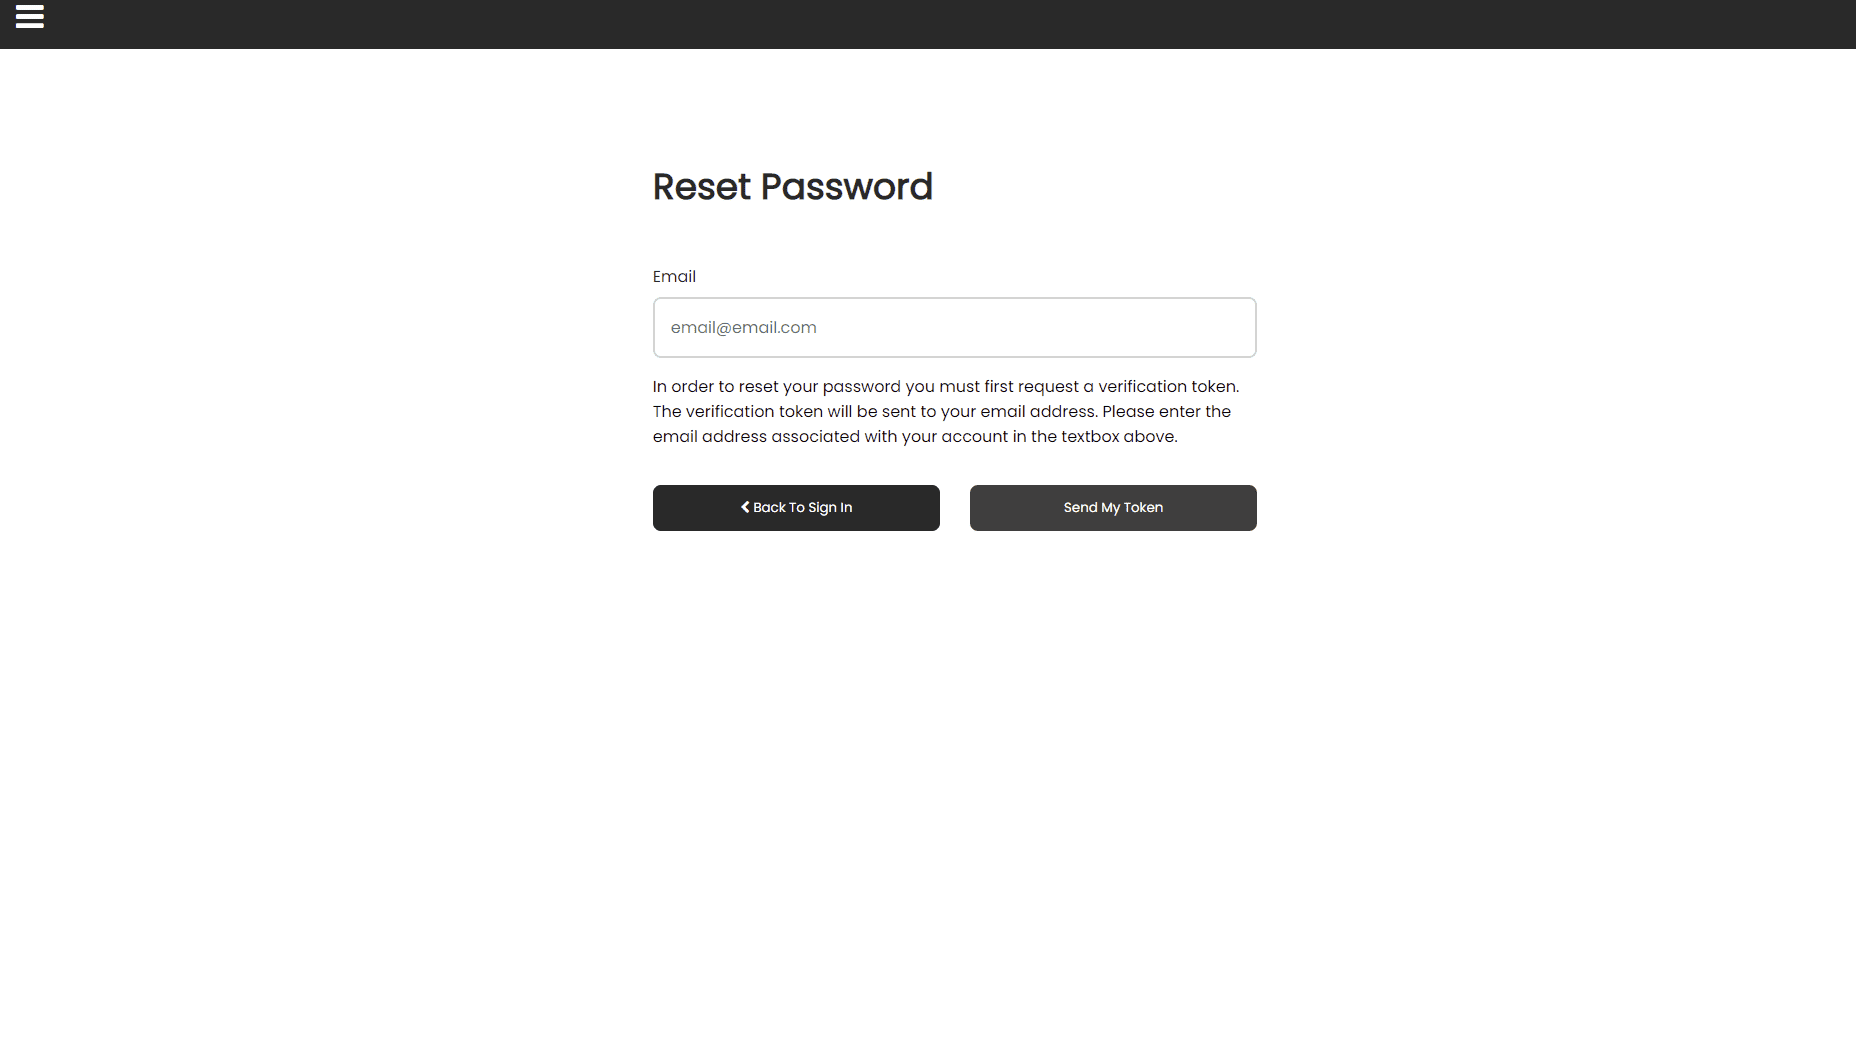 Reset Password
Email
email@email.com
In order to reset your password you must first request a verification token.
The verification token will be sent to your email address. Please enter the
email address associated with your account in the textbox above.
Back To Sign In
Send My Token